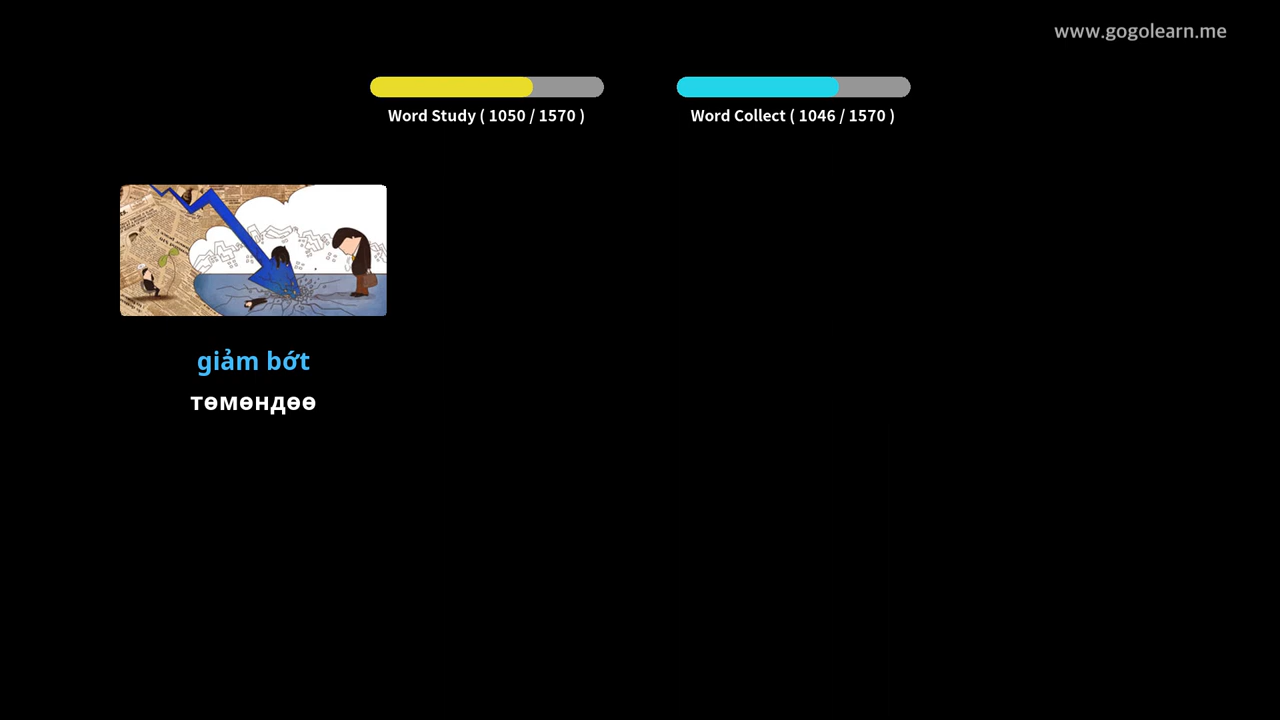 www.gogolearn.me
Word Study ( 1050 / 1570 )
Word Collect ( 1046 / 1570 )
giảm bớt
төмөндөө